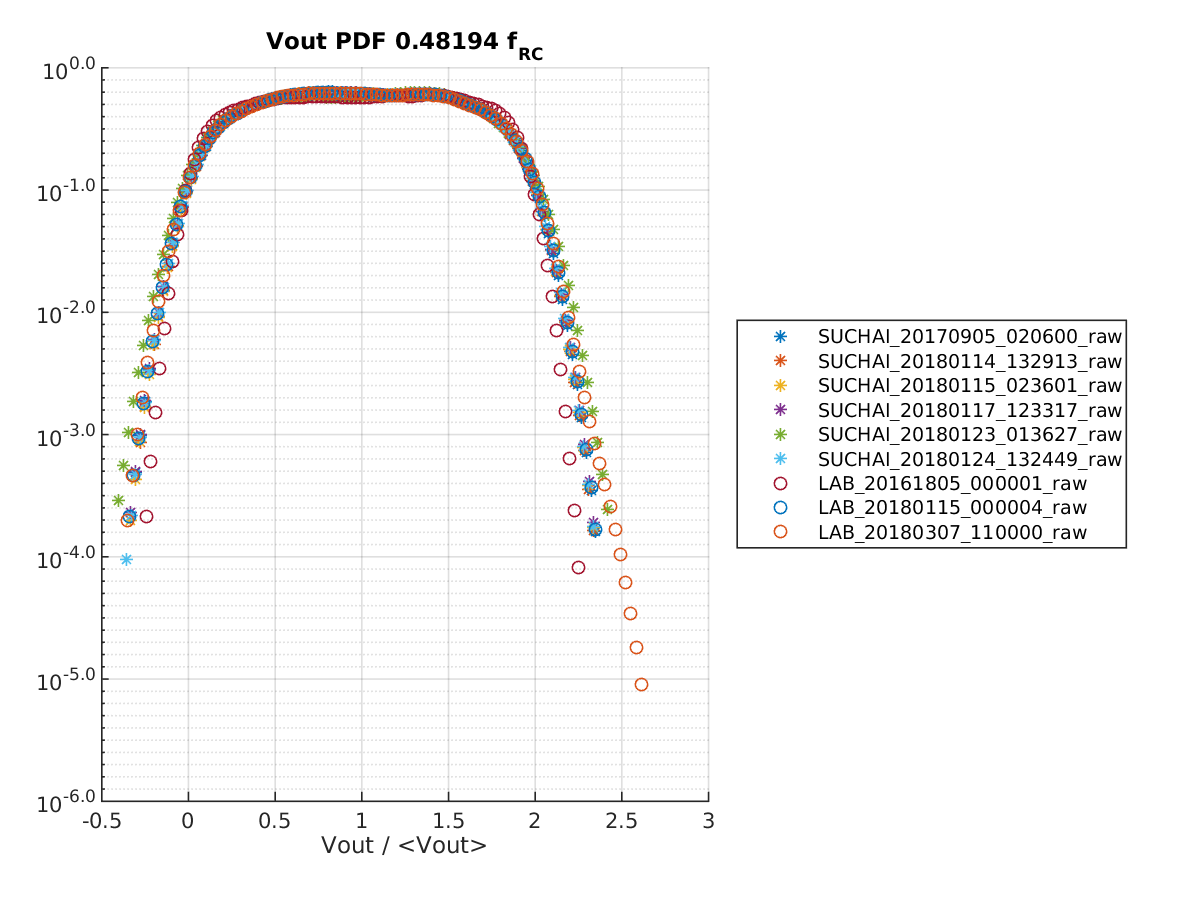 Vout PDF 0.48194 f_RC
10^0.0
10^-1.0
10^-2.0
10^-3.0
10^-4.0
10^-5.0
10^-6.0
-0.5 0 0.5 1 1.5 2 2.5 3
Vout / <Vout>
SUCHAI_20170905_020600_raw
SUCHAI_20180114_132913_raw
SUCHAI_20180115_023601_raw
SUCHAI_20180117_123317_raw
SUCHAI_20180123_013627_raw
SUCHAI_20180124_132449_raw
LAB_20161805_000001_raw
LAB_20180115_000004_raw
LAB_20180307_110000_raw